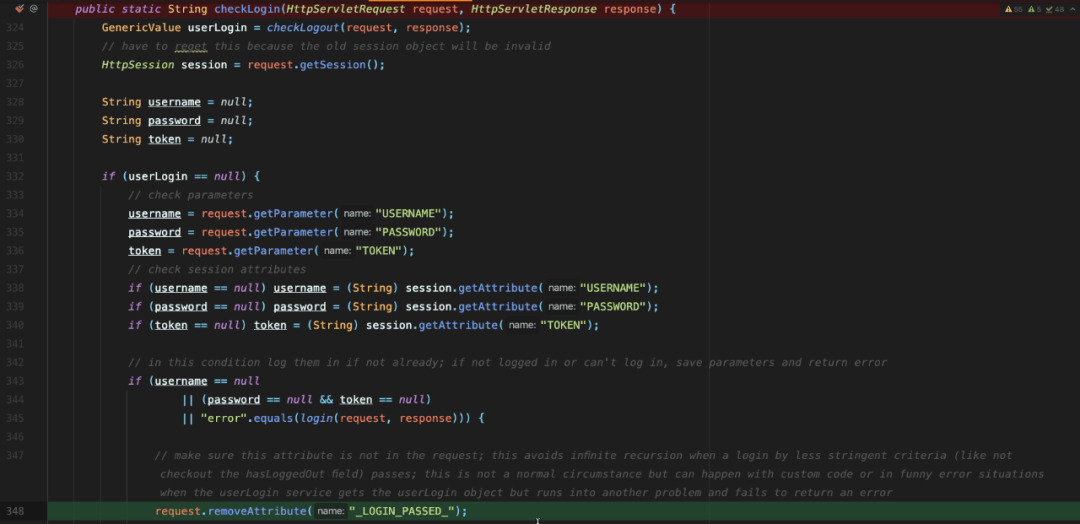 public static String checkLogin(HttpServletRequest request, HttpServletResponse response) {
55 5 48
324 GenericValue userLogin = checkLogout(request, response);
325 // have to reget this because the old session object will be invalid
326 HttpSession session = request.getSession();
327
328 String username = null;
329 String password = null;
330 String token = null;
331
332 if (userLogin == null) {
333 // check parameters
334 username = request.getParameter( name: "USERNAME");
335 password = request.getParameter( name: "PASSWORD");
336 token = request.getParameter( name: "TOKEN");
337 // check session attributes
338 if (username == null) username = (String) session.getAttribute( name: "USERNAME");
339 if (password == null) password = (String) session.getAttribute( name: "PASSWORD");
340 if (token == null) token = (String) session.getAttribute( name: "TOKEN");
341
342 // in this condition log them in if not already; if not logged in or can't log in, save parameters and return error
343 if (username == null
344 || (password == null && token == null)
345 || "error".equals(login(request, response))) {
346
347 // make sure this attribute is not in the request; this avoids infinite recursion when a login by less stringent criteria (like not
checkout the hasLoggedOut field) passes; this is not a normal circumstance but can happen with custom code or in funny error situations
when the userLogin service gets the userLogin object but runs into another problem and fails to return an error
348 request.removeAttribute( name: "_LOGIN_PASSED_");